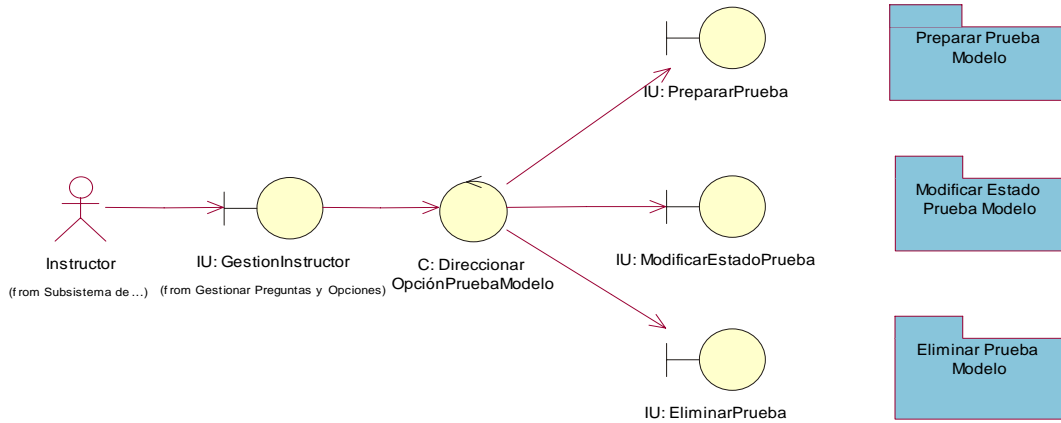 IU: PrepararPrueba
Preparar Prueba
Modelo
Instructor
(from Subsistema de ...)
IU: GestionInstructor
(from Gestionar Preguntas y Opciones)
C: Direccionar
OpciónPruebaModelo
IU: ModificarEstadoPrueba
Modificar Estado
Prueba Modelo
IU: EliminarPrueba
Eliminar Prueba
Modelo